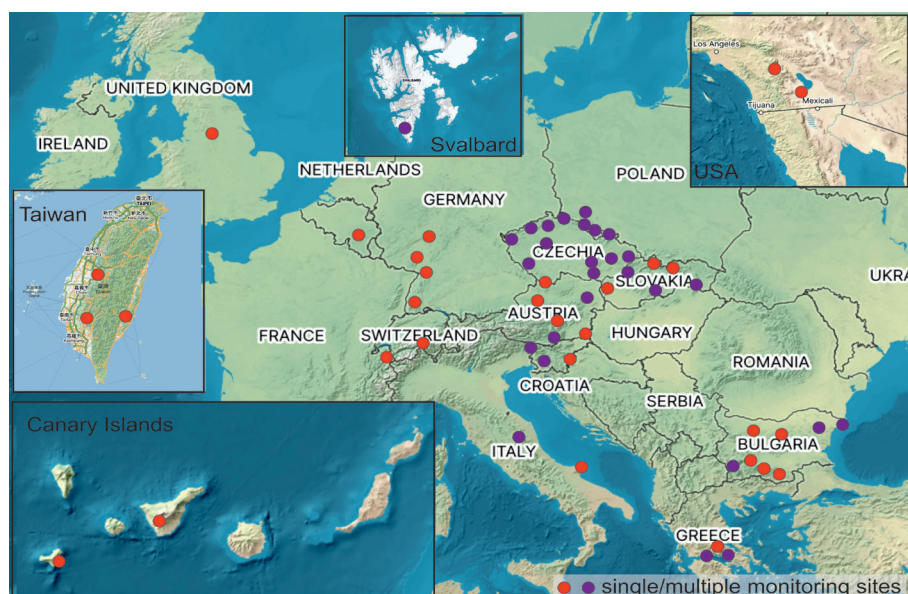 UNITED KINGDOM
IRELAND
NETHERLANDS
GERMANY
POLAND
CZECHIA
SLOVAKIA
UKRA
FRANCE
SWITZERLAND
AUSTRIA
HUNGARY
ROMANIA
CROATIA
SERBIA
ITALY
BULGARIA
GREECE
SVALBARD
Svalbard
Los Angeles
Tijuana
Mexicali
USA
Taiwan
Canary Islands
single/multiple monitoring sites